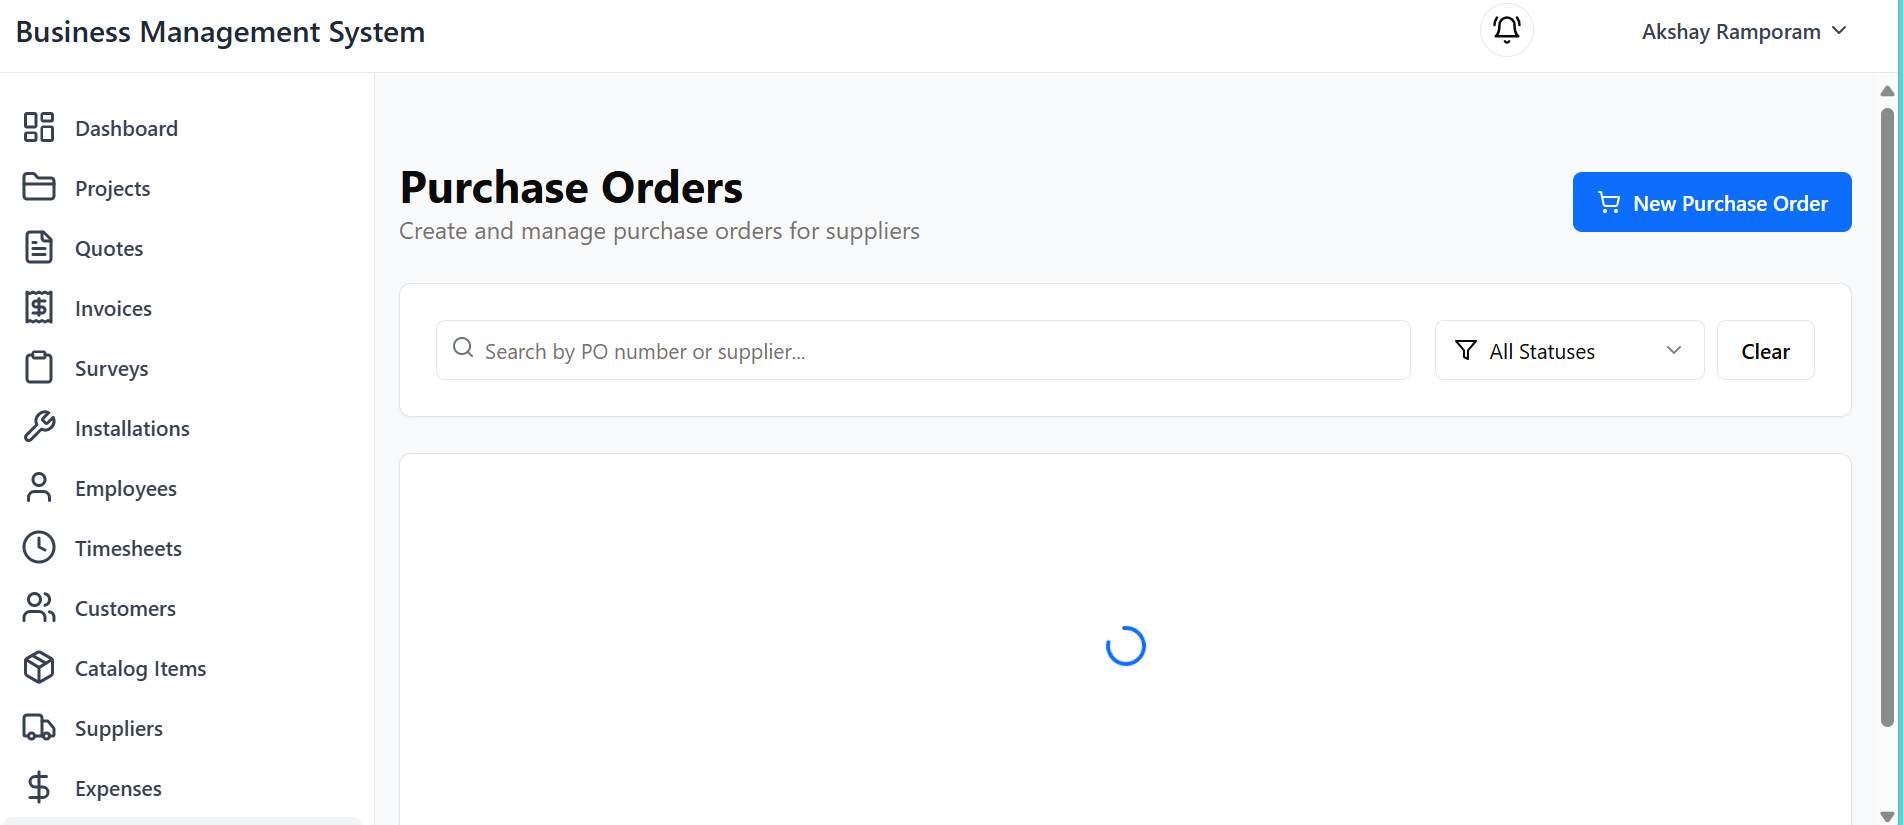 Business Management System
Akshay Ramporam
Dashboard
Projects
Quotes
Invoices
Surveys
Installations
Employees
Timesheets
Customers
Catalog Items
Suppliers
Expenses
Purchase Orders
Create and manage purchase orders for suppliers
New Purchase Order
Search by PO number or supplier...
All Statuses
Clear